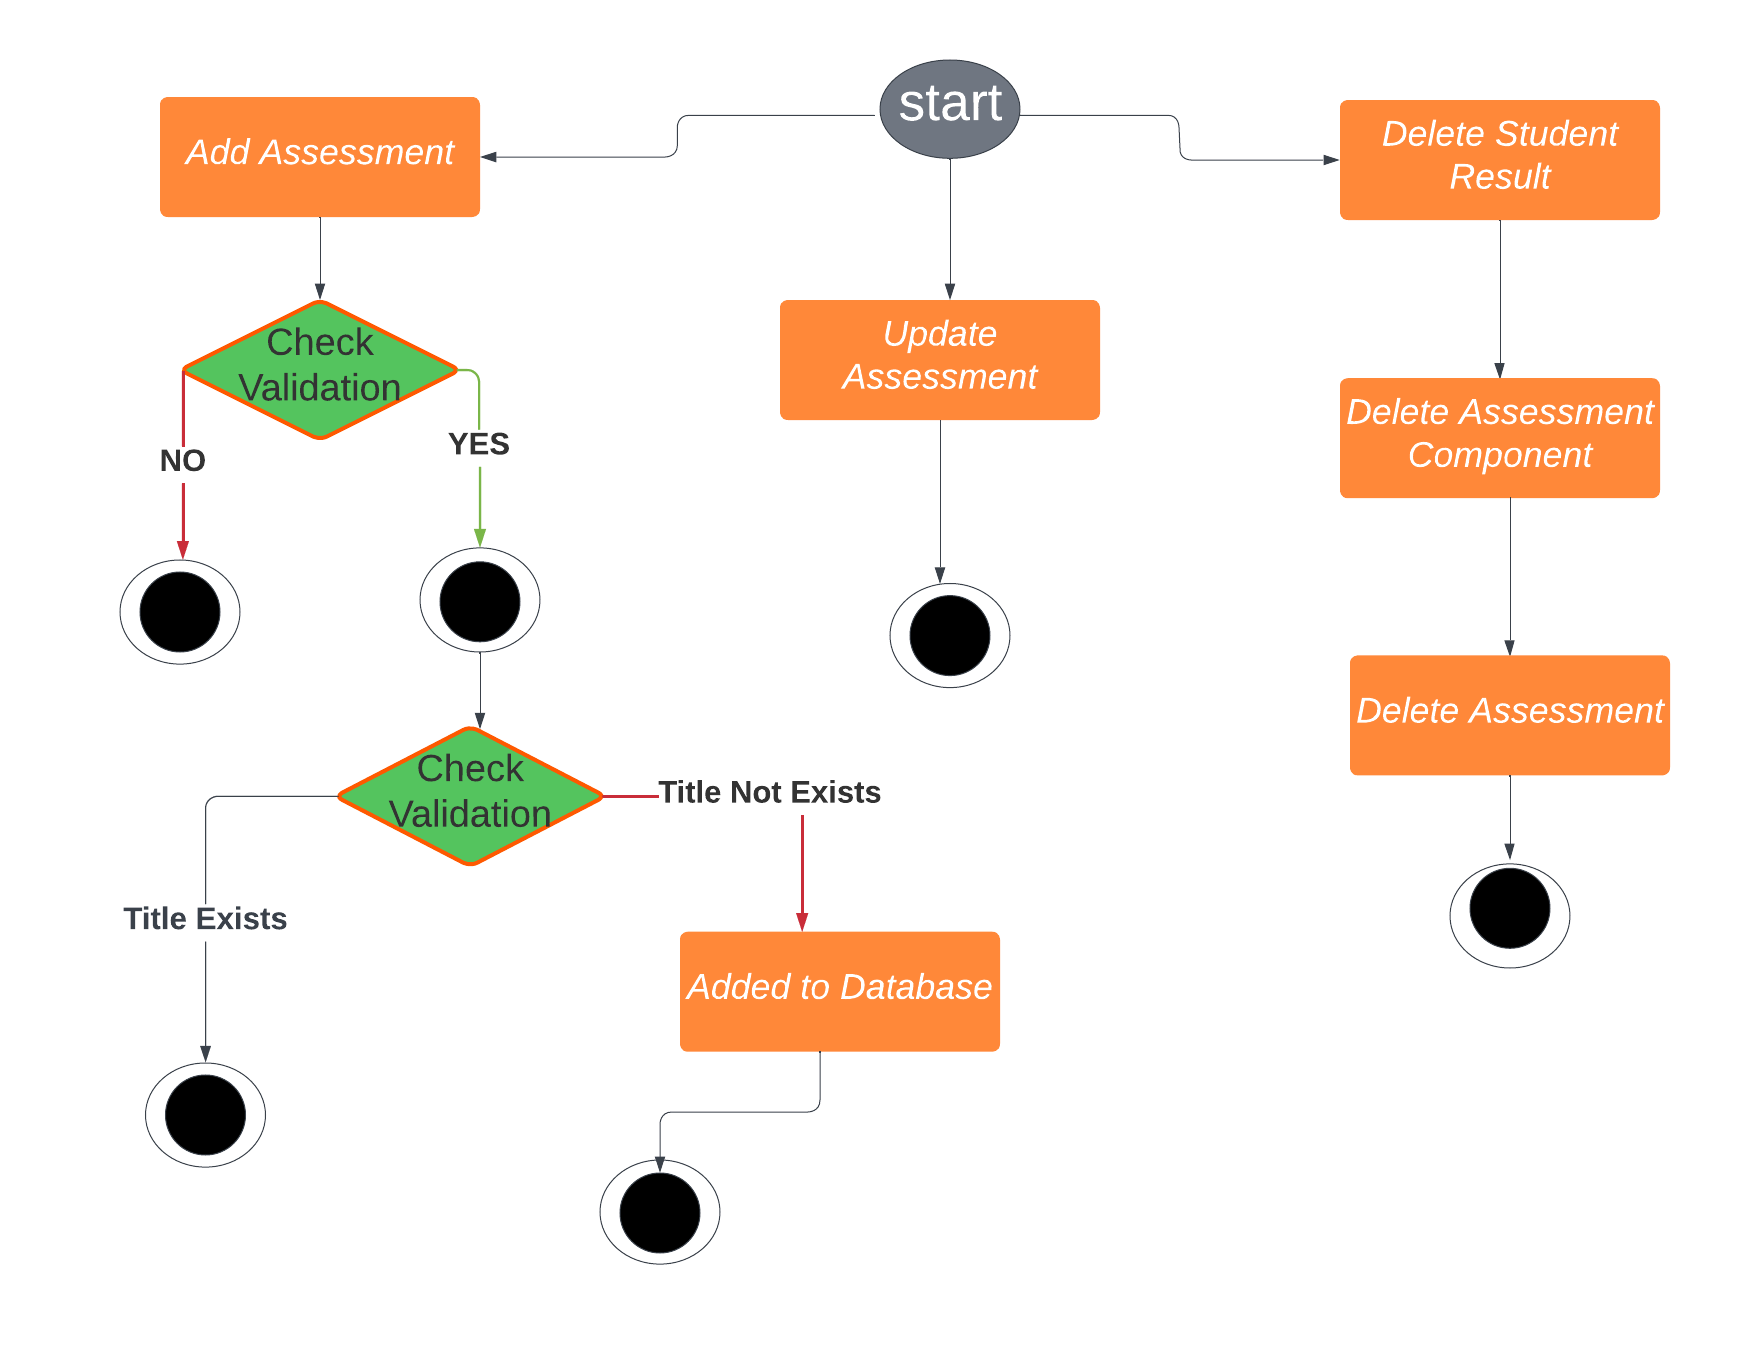 start
Add Assessment
Delete Student
Result
Check
Validation
Update
Assessment
Delete Assessment
Component
NO
YES
Delete Assessment
Check
Validation
Title Not Exists
Title Exists
Added to Database